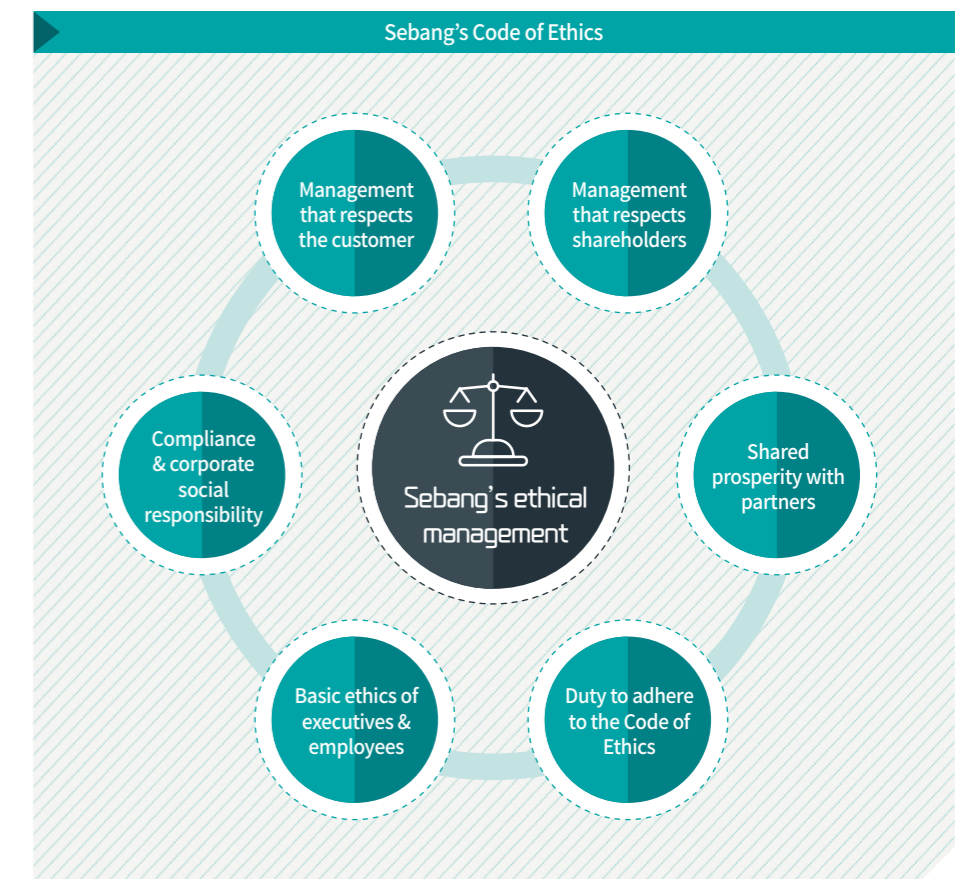 Sebang’s Code of Ethics
Management
that respects
the customer
Management
that respects
shareholders
Compliance
& corporate
social
responsibility
Sebang’s ethical
management
Shared
prosperity with
partners
Basic ethics of
executives &
employees
Duty to adhere
to the Code of
Ethics